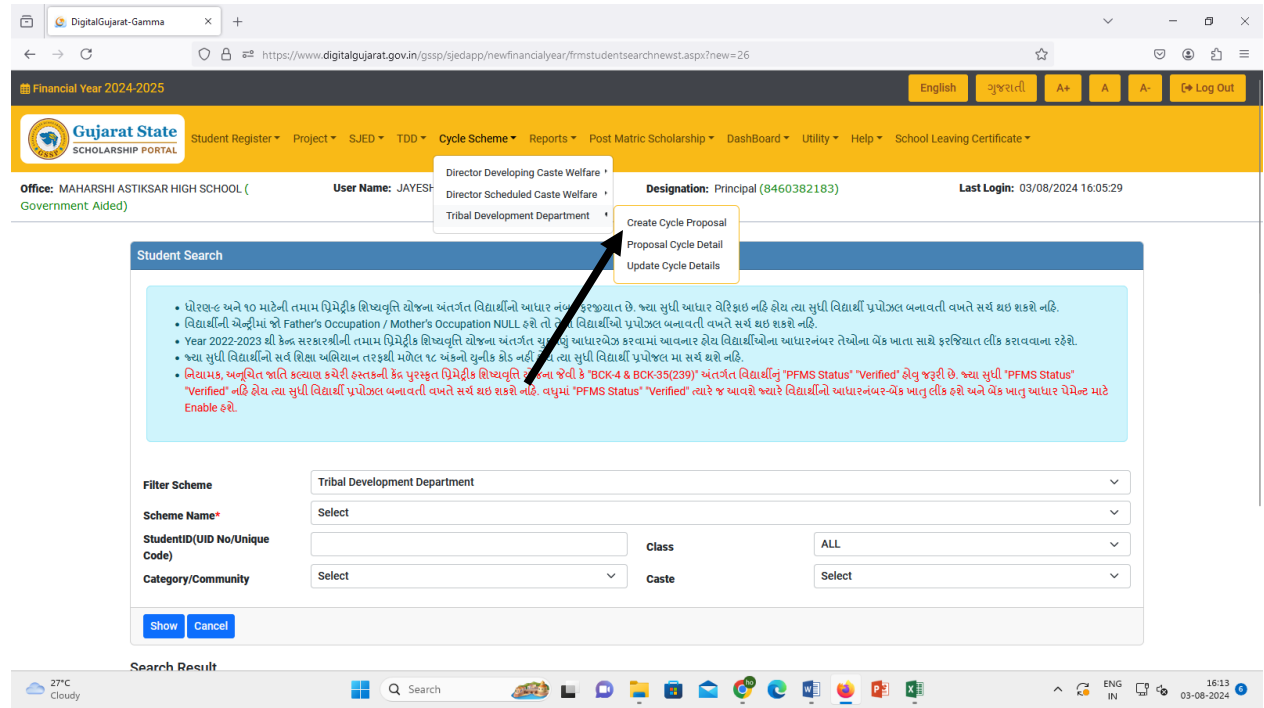 DigitalGujarat-Gamma
https://www.digitalgujarat.gov.in/gssp/sjedapp/newfinancialyear/frmstudentsearchnewst.aspx?new=26
Financial Year 2024-2025
English
ગુજરાતી
A+
A
A-
Log Out
GSSP
Gujarat State
SCHOLARSHIP PORTAL
Student Register Project SJED TDD Cycle Scheme Reports Post Matric Scholarship DashBoard Utility Help School Leaving Certificate
Director Developing Caste Welfare
Director Scheduled Caste Welfare
Tribal Development Department
Create Cycle Proposal
Proposal Cycle Detail
Update Cycle Details
Office: MAHARSHI ASTIKSAR HIGH SCHOOL (
Government Aided)
User Name: JAYESH
Designation: Principal (8460382183)
Last Login: 03/08/2024 16:05:29
Student Search
ધોરણ-૯ અને ૧૦ માટેની તમામ પ્રિમેટ્રીક શિષ્યવૃત્તિ યોજના અંતર્ગત વિદ્યાર્થીનો આધાર નંબર ફરજીયાત છે. જ્યા સુધી આધાર વેરિફાઇ નહિ હોય ત્યા સુધી વિદ્યાર્થી પ્રપોઝલ બનાવતી વખતે સર્ચ થઇ શકશે નહિ.
વિદ્યાર્થીની એન્ટ્રીમાં જો Father's Occupation / Mother's Occupation NULL હશે તો તેવા વિદ્યાર્થીઓ પ્રપોઝલ બનાવતી વખતે સર્ચ થઇ શકશે નહિ.
Year 2022-2023 થી કેન્દ્ર સરકારશ્રીની તમામ પ્રિમેટ્રીક શિષ્યવૃત્તિ યોજના અંતર્ગત ચુકવણું આધારબેઝ કરવામાં આવનાર હોય વિદ્યાર્થીઓના આધારનંબર તેઓના બેંક ખાતા સાથે ફરજિયાત લીંક કરાવવાના રહેશે.
જ્યા સુધી વિદ્યાર્થીનો સર્વ શિક્ષા અભિયાન તરફથી મળેલ ૧૮ અંકનો યુનીક કોડ નહીં હોય ત્યા સુધી વિદ્યાર્થી પ્રપોજલ મા સર્ચ થશે નહિ.
નિયામક, અનૂચિત જાતિ કલ્યાણ કચેરી હસ્તકની કેંદ્ર પુરસ્કૃત પ્રિમેટ્રીક શિષ્યવૃત્તિ યોજના જેવી કે "BCK-4 & BCK-35(239)" અંતર્ગત વિદ્યાર્થીનું "PFMS Status" "Verified" હોવુ જરૂરી છે. જ્યા સુધી "PFMS Status"
"Verified" નહિ હોય ત્યા સુધી વિદ્યાર્થી પ્રપોઝલ બનાવતી વખતે સર્ચ થઇ શકશે નહિ. વધુમાં "PFMS Status" "Verified" ત્યારે જ આવશે જ્યારે વિદ્યાર્થીનો આધારનંબર-બેંક ખાતુ લીંક હશે અને બેંક ખાતુ આધાર પેમેન્ટ માટે
Enable હશે.
Filter Scheme
Tribal Development Department
Scheme Name*
Select
StudentID(UID No/Unique
Code)
Class
ALL
Category/Community
Select
Caste
Select
Show
Cancel
Search Result
27°C
Cloudy
Search
ENG
IN
16:13
03-08-2024
6